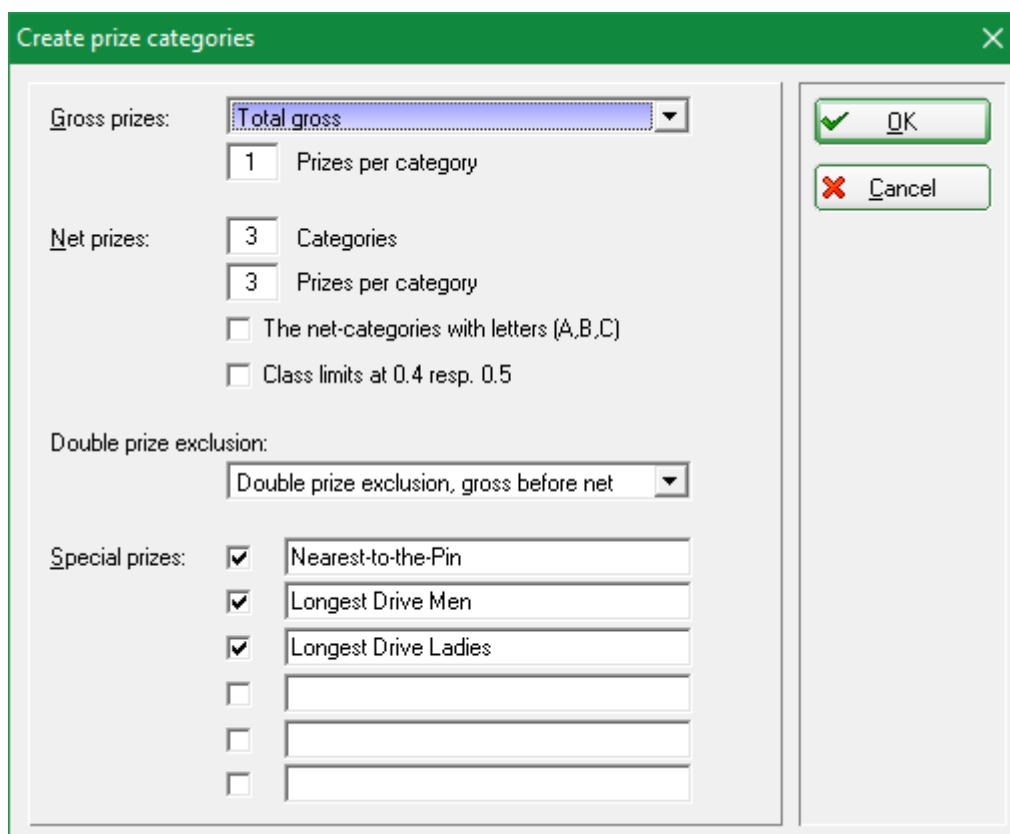 Create prize categories
Gross prizes: Total gross
1 Prizes per category
Net prizes: 3 Categories
3 Prizes per category
The net-categories with letters (A,B,C)
Class limits at 0.4 resp. 0.5
Double prize exclusion:
Double prize exclusion, gross before net
Special prizes: Nearest-to-the-Pin
Longest Drive Men
Longest Drive Ladies
OK
Cancel